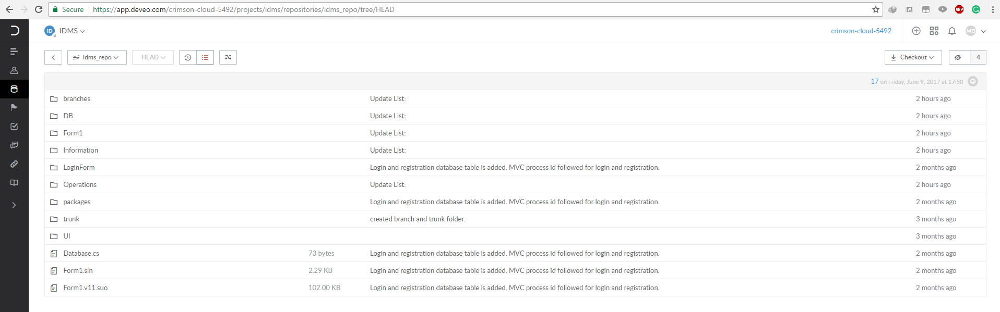 Secure https://app.deveo.com/crimson-cloud-5492/projects/idms/repositories/idms_repo/tree/HEAD ABP G
ID IDMS crimson-cloud-5492 MD
idms_repo HEAD Checkout 4
17 on Friday, June 9, 2017 at 17:50
branches Update List: 2 hours ago
DB Update List: 2 hours ago
Form1 Update List: 2 hours ago
Information Update List: 2 hours ago
LoginForm Login and registration database table is added. MVC process id followed for login and registration. 2 months ago
Operations Update List: 2 hours ago
packages Login and registration database table is added. MVC process id followed for login and registration. 2 months ago
trunk created branch and trunk folder. 3 months ago
UI 3 months ago
Database.cs 73 bytes Login and registration database table is added. MVC process id followed for login and registration. 2 months ago
Form1.sln 2.29 KB Login and registration database table is added. MVC process id followed for login and registration. 2 months ago
Form1.v11.suo 102.00 KB Login and registration database table is added. MVC process id followed for login and registration. 2 months ago